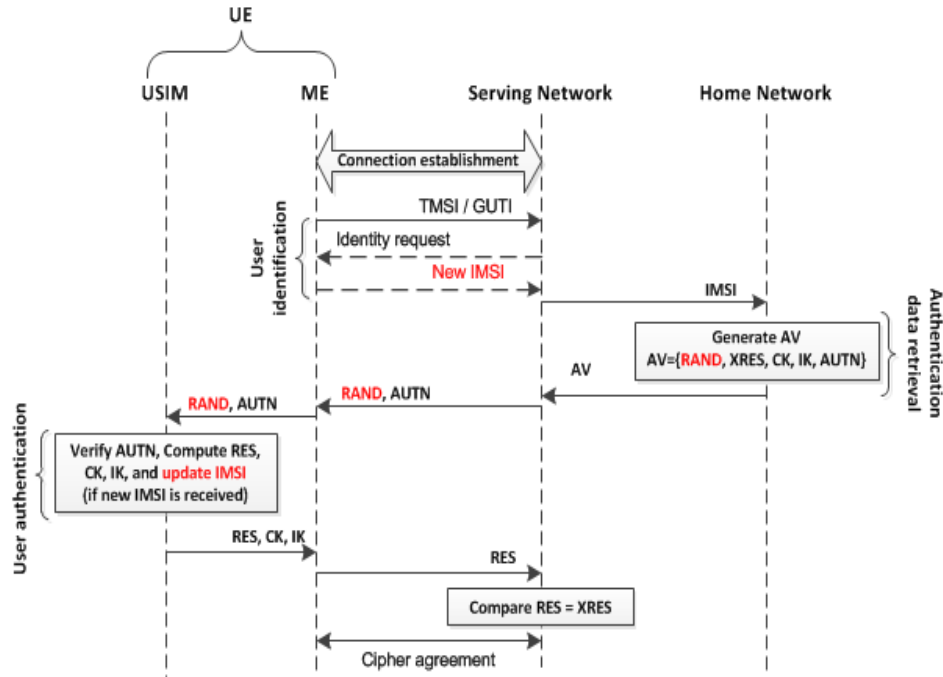 UE
USIM
ME
Serving Network
Home Network
Connection establishment
TMSI / GUTI
User
identification
Identity request
New IMSI
IMSI
Authentication
data retrieval
Generate AV
AV={RAND, XRES, CK, IK, AUTN}
AV
RAND, AUTN
RAND, AUTN
User authentication
Verify AUTN, Compute RES,
CK, IK, and update IMSI
(if new IMSI is received)
RES, CK, IK
RES
Compare RES = XRES
Cipher agreement